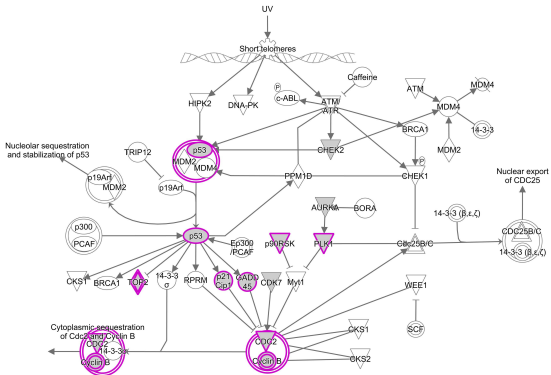 UV
Short telomeres
Caffeine
P
c-ABL
ATM/
ATR
HIPK2
DNA-PK
ATM
MDM4
MDM4
14-3-3
BRCA1
MDM2
Nucleolar sequestration
and stabilization of p53
TRIP12
p53
MDM2
MDM4
CHEK2
P
CHEK1
p19Arf
MDM2
p19Arf
PPM1D
Nuclear export
of CDC25
AURKA
BORA
14-3-3 (β,ε,ζ)
p300
PCAF
p53
Ep300
/PCAF
p90RSK
PLK1
Cdc25B/C
CDC25B/C
14-3-3 (β,ε,ζ)
CKS1
BRCA1
TOP2
14-3-3
σ
RPRM
p21
Cip1
GADD
45
CDK7
Myt1
WEE1
SCF
Cytoplasmic sequestration
of Cdc2 and Cyclin B
CDC2
14-3-3
Cyclin B
CDC2
Cyclin B
CKS1
CKS2